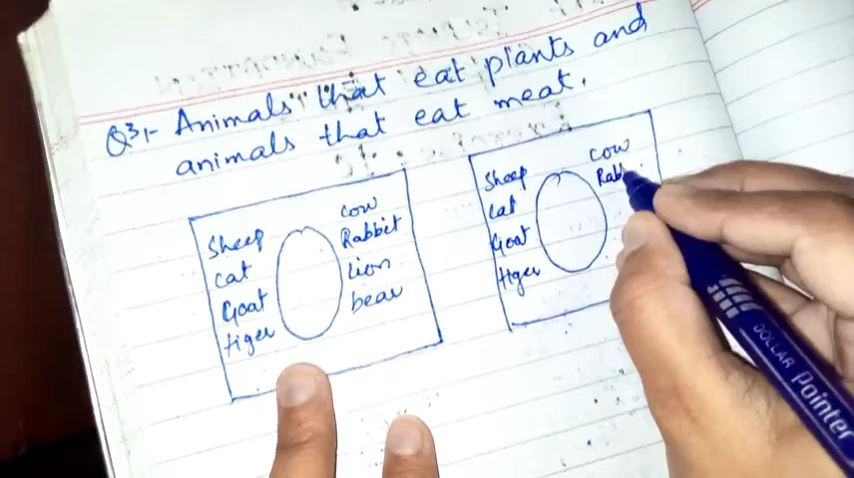 Q3:- Animals that eat plants and
animals that eat meat.
Sheep
cat
Goat
tiger
cow
Rabbit
lion
bear
Sheep
cat
Goat
tiger
cow
Rabb
DOLLAR Pointer